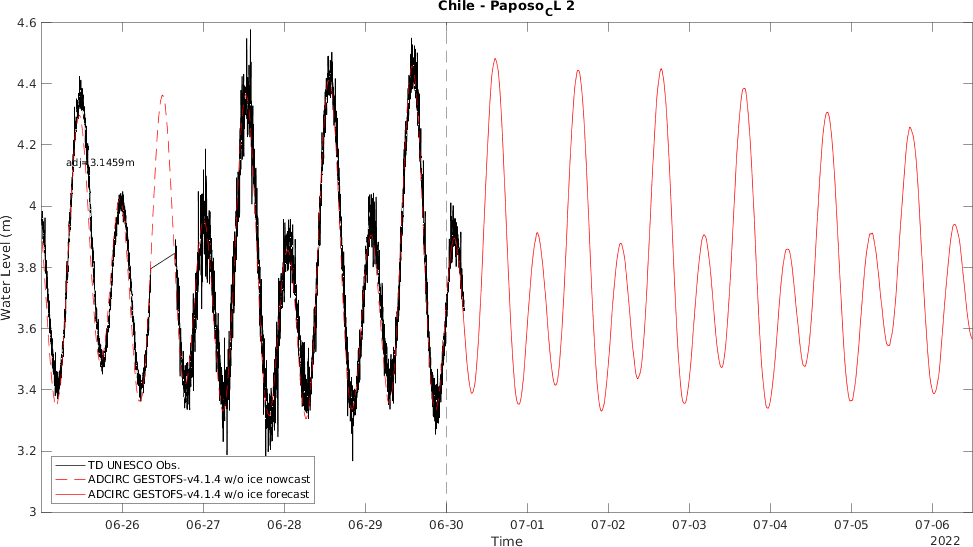 Chile - Paposo_CL 2
4.6
4.4
4.2
4
3.8
3.6
3.4
3.2
3
Water Level (m)
adj=3.1459m
TD UNESCO Obs.
ADCIRC GESTOFS-v4.1.4 w/o ice nowcast
ADCIRC GESTOFS-v4.1.4 w/o ice forecast
06-26 06-27 06-28 06-29 06-30 07-01 07-02 07-03 07-04 07-05 07-06
Time
2022